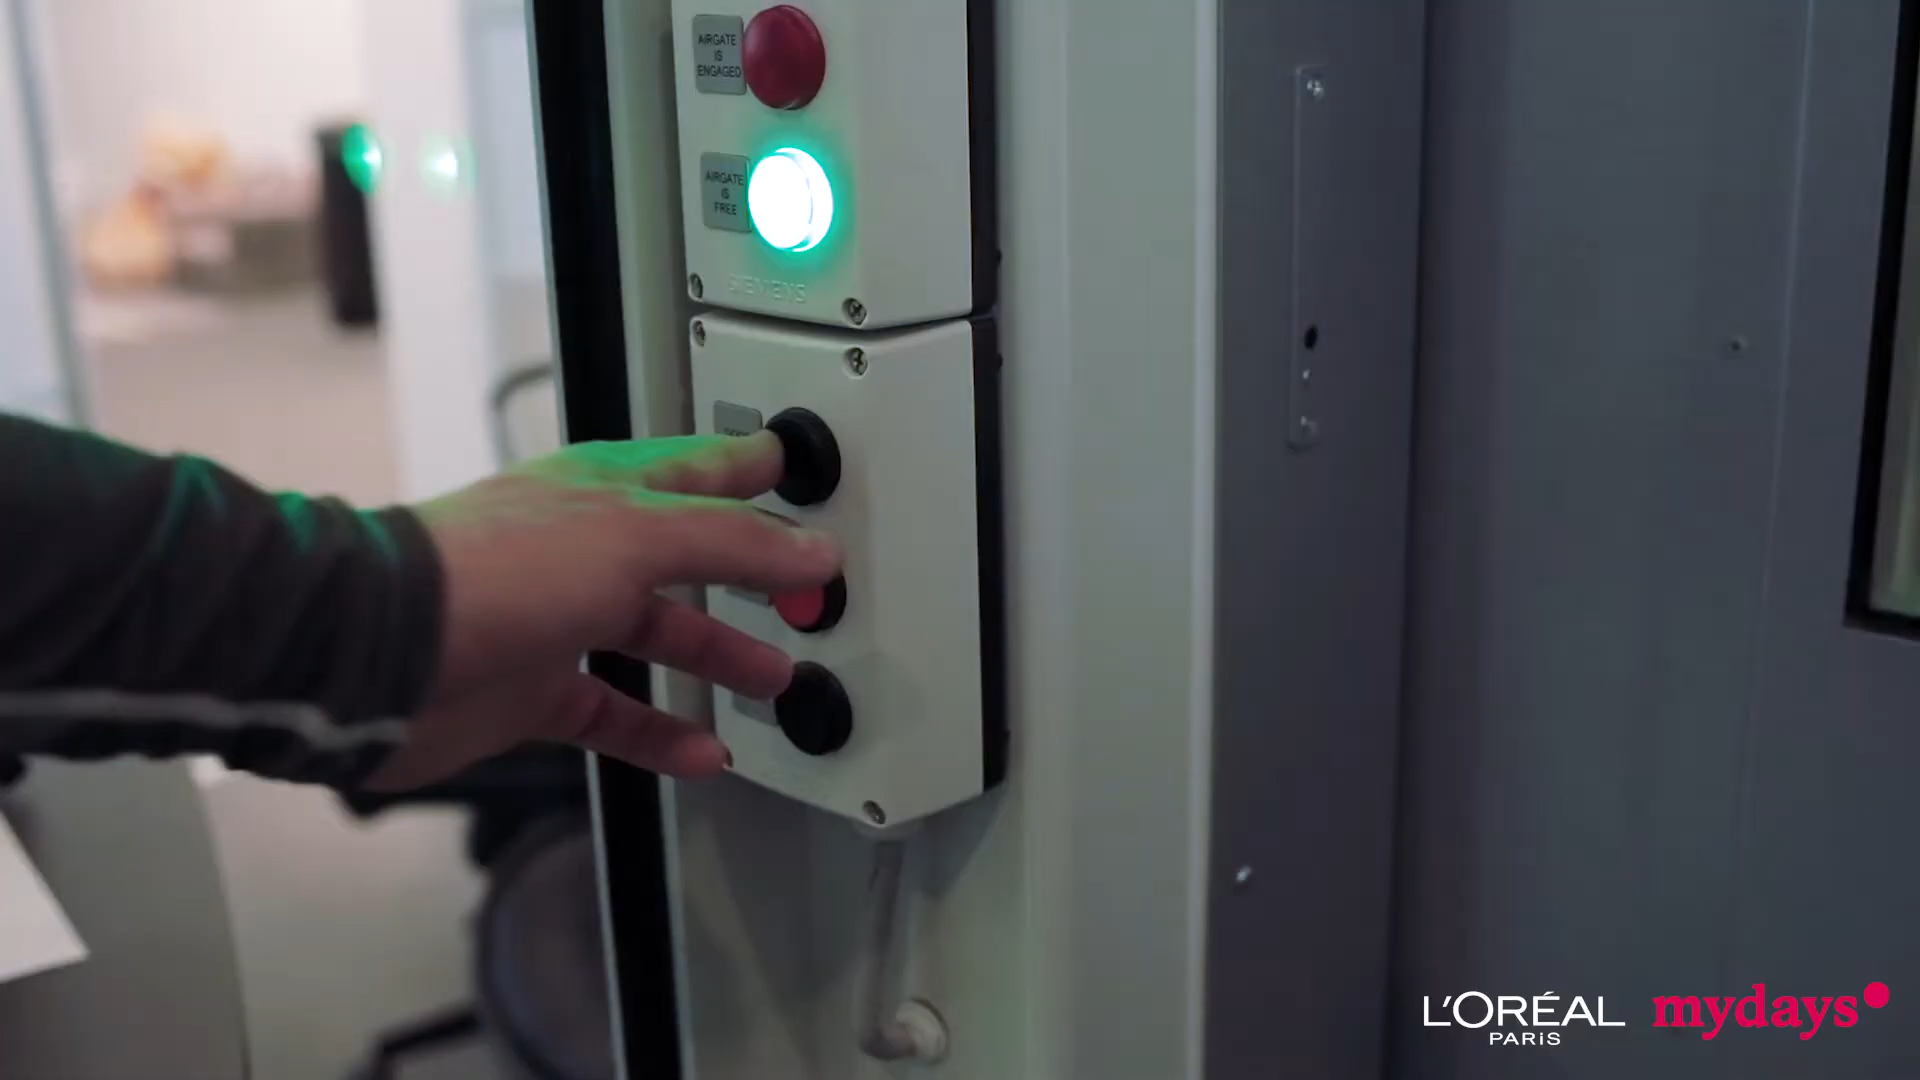 AIRGATE
IS
ENGAGED
AIRGATE
IS
FREE
SIEMENS
L'ORÉAL
PARIS
mydays